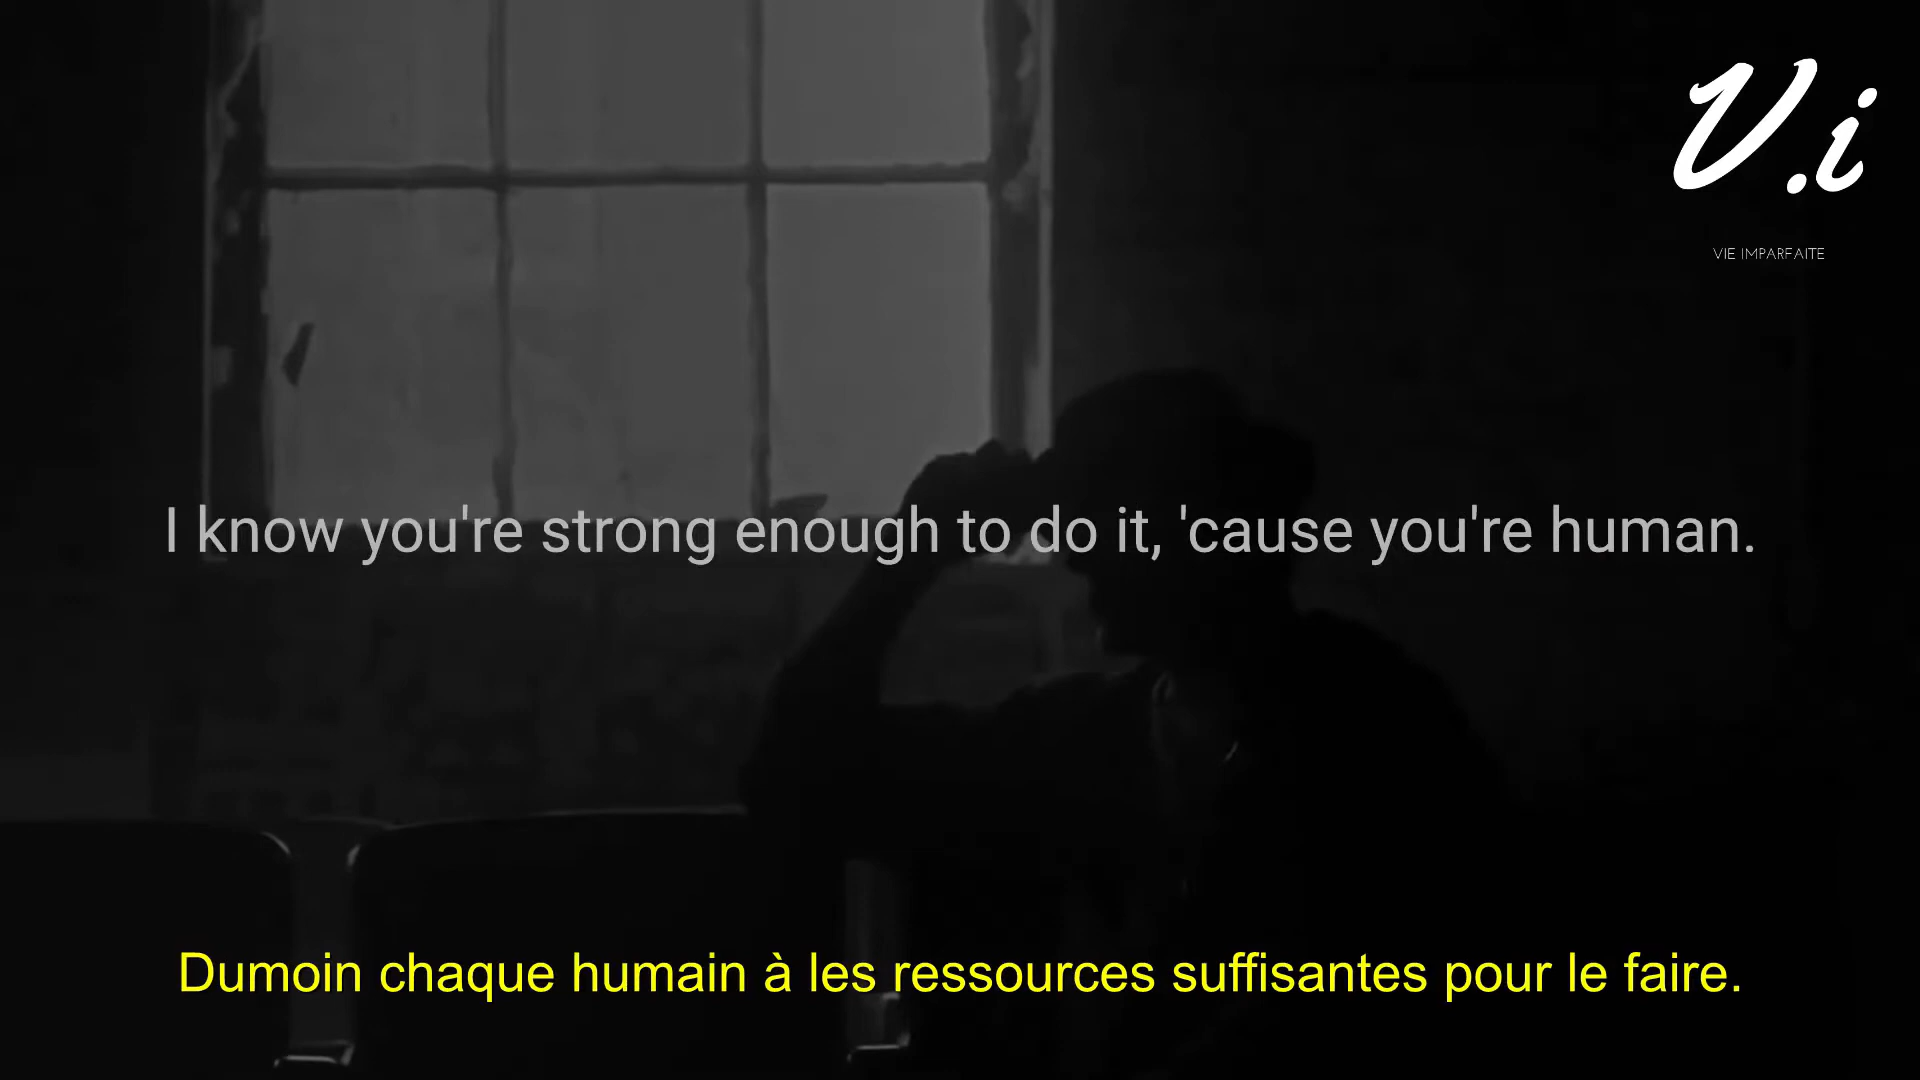 V.i
VIE IMPARFAITE
I know you're strong enough to do it, 'cause you're human.
Dumoin chaque humain à les ressources suffisantes pour le faire.